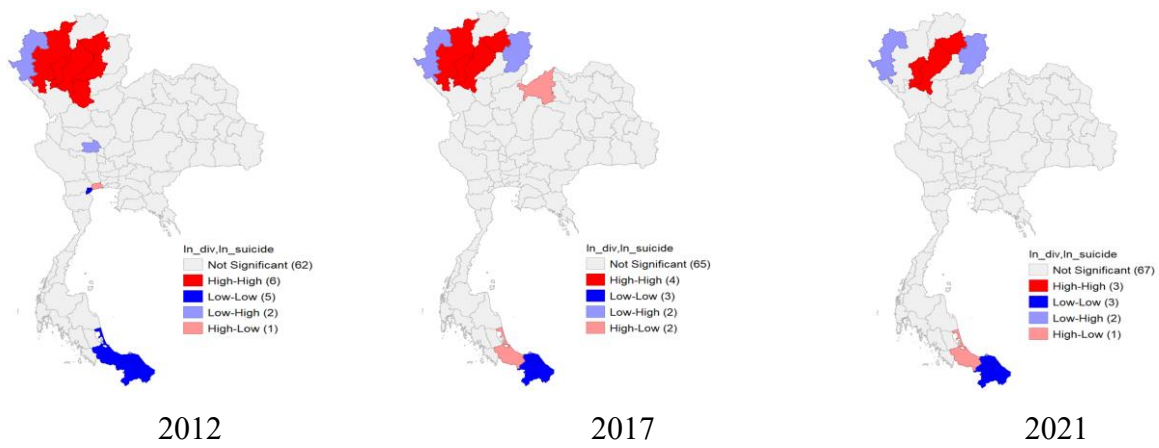 ln_div,ln_suicide
Not Significant (62)
High-High (6)
Low-Low (5)
Low-High (2)
High-Low (1)
2012
ln_div,ln_suicide
Not Significant (65)
High-High (4)
Low-Low (3)
Low-High (2)
High-Low (2)
2017
ln_div,ln_suicide
Not Significant (67)
High-High (3)
Low-Low (3)
Low-High (2)
High-Low (1)
2021